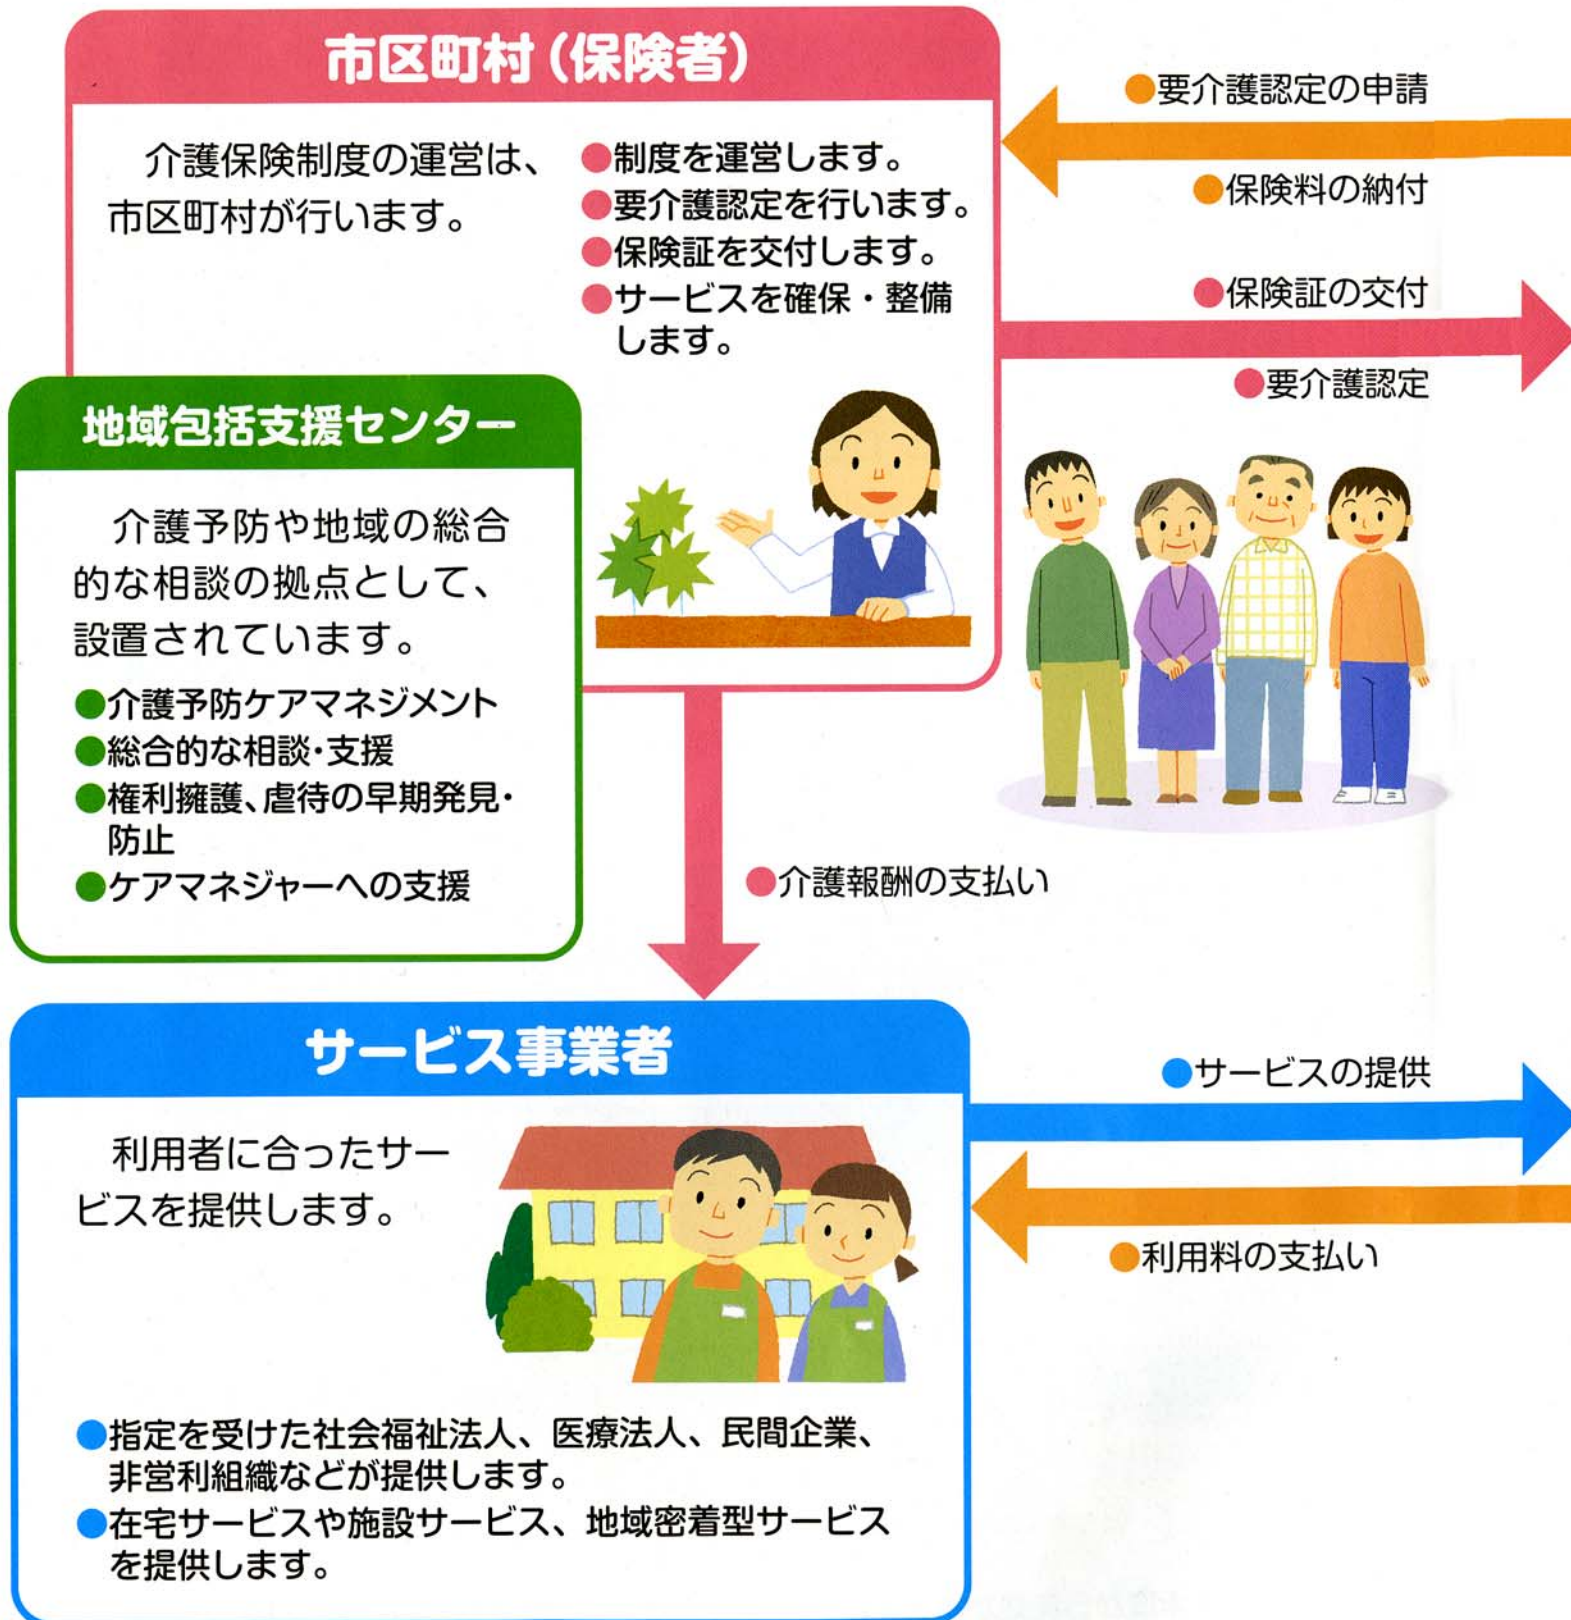 市区町村（保険者）
介護保険制度の運営は、
市区町村が行います。
●制度を運営します。
●要介護認定を行います。
●保険証を交付します。
●サービスを確保・整備
します。
●要介護認定の申請
●保険料の納付
●保険証の交付
●要介護認定
地域包括支援センター
介護予防や地域の総合
的な相談の拠点として、
設置されています。
●介護予防ケアマネジメント
●総合的な相談・支援
●権利擁護、虐待の早期発見・
防止
●ケアマネジャーへの支援
●介護報酬の支払い
サービス事業者
利用者に合ったサー
ビスを提供します。
●指定を受けた社会福祉法人、医療法人、民間企業、
非営利組織などが提供します。
●在宅サービスや施設サービス、地域密着型サービス
を提供します。
●サービスの提供
●利用料の支払い